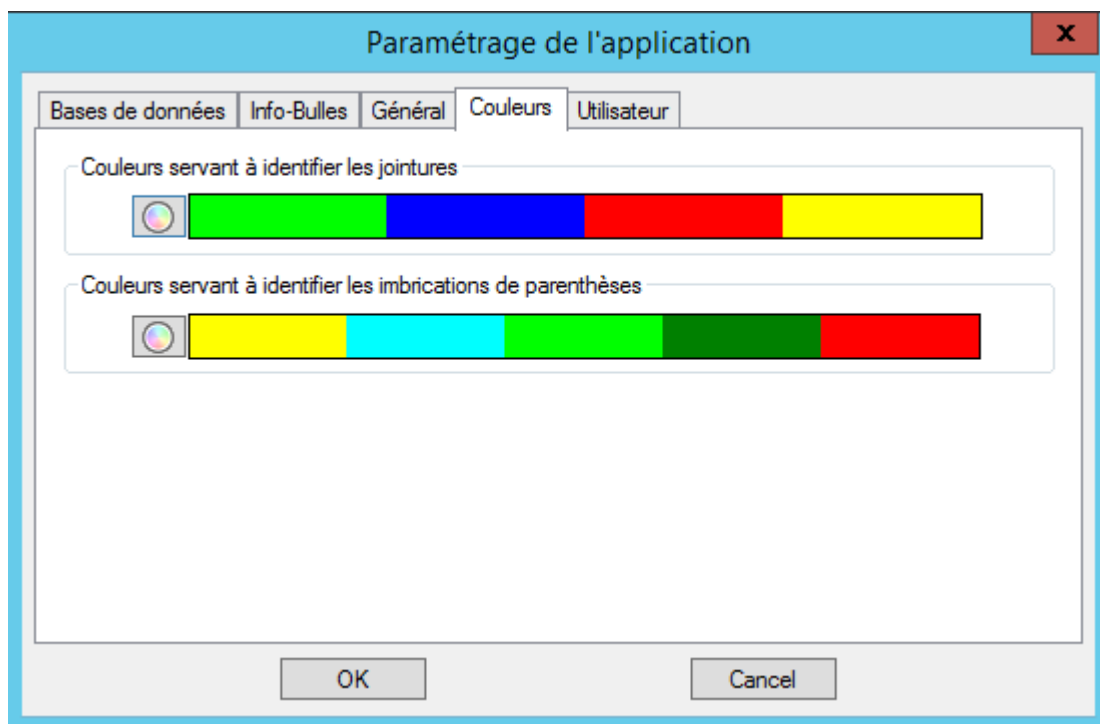 Paramétrage de l'application
x
Bases de données Info-Bulles Général Couleurs Utilisateur
Couleurs servant à identifier les jointures
Couleurs servant à identifier les imbrications de parenthèses
OK Cancel